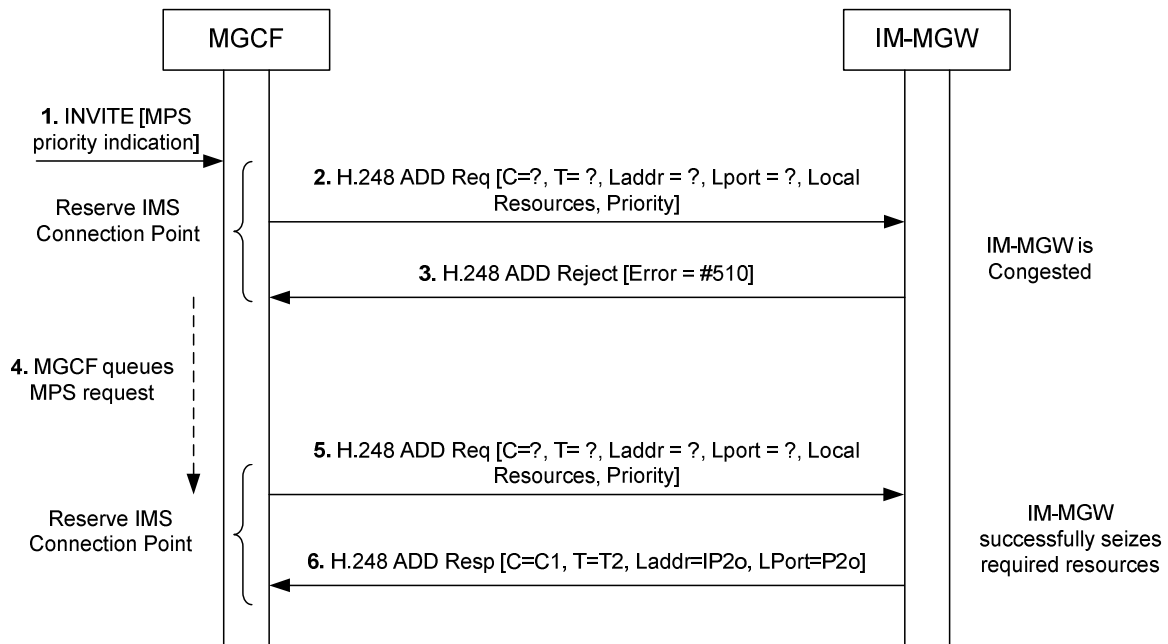 MGCF
IM-MGW
1. INVITE [MPS
priority indication]
2. H.248 ADD Req [C=?, T= ?, Laddr = ?, Lport = ?, Local
Resources, Priority]
Reserve IMS
Connection Point
IM-MGW is
Congested
3. H.248 ADD Reject [Error = #510]
4. MGCF queues
MPS request
5. H.248 ADD Req [C=?, T= ?, Laddr = ?, Lport = ?, Local
Resources, Priority]
Reserve IMS
Connection Point
IM-MGW
successfully seizes
required resources
6. H.248 ADD Resp [C=C1, T=T2, Laddr=IP2o, LPort=P2o]